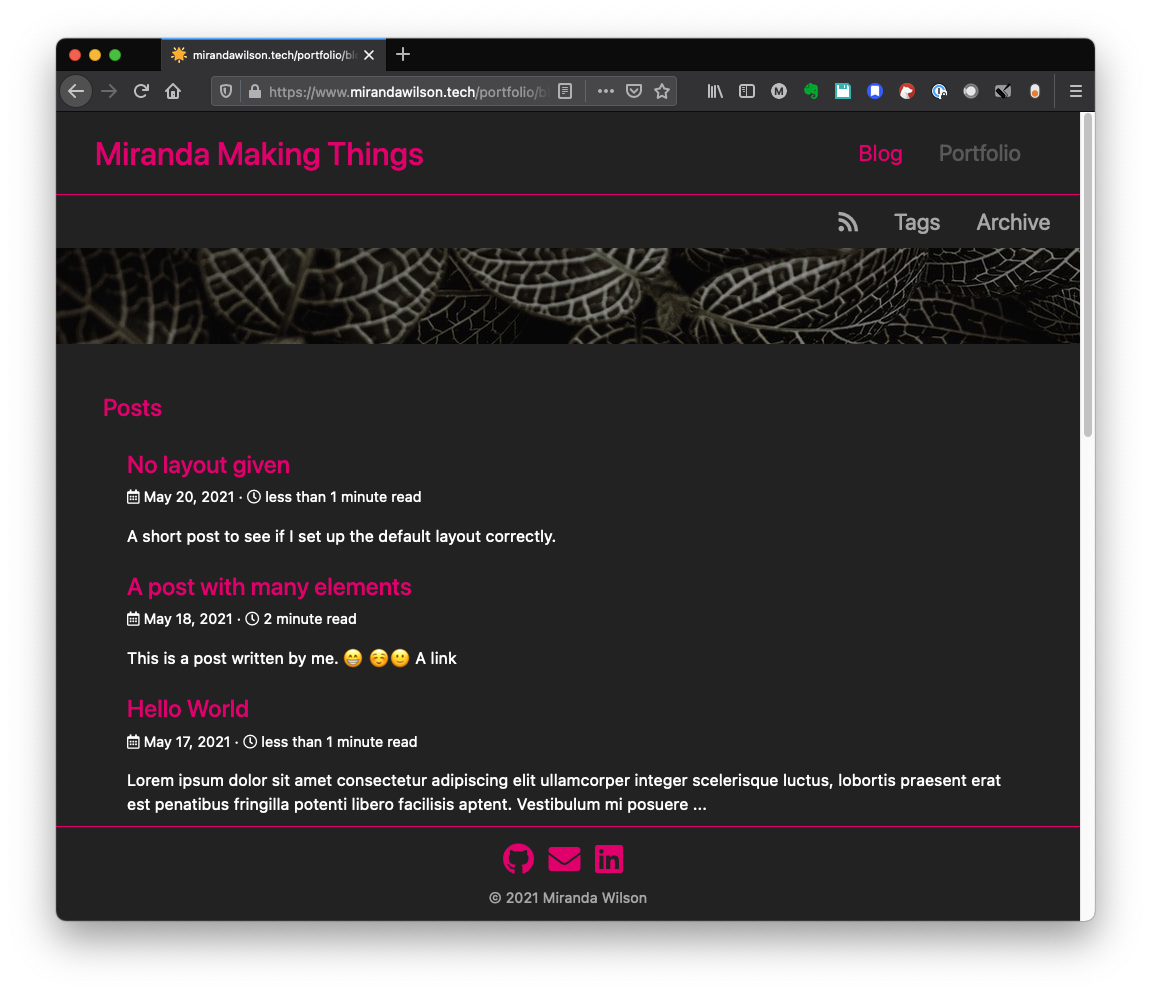 mirandawilson.tech/portfolio/bl
https://www.mirandawilson.tech/portfolio/b
Miranda Making Things
Blog Portfolio
Tags Archive
Posts
No layout given
May 20, 2021 · less than 1 minute read
A short post to see if I set up the default layout correctly.
A post with many elements
May 18, 2021 · 2 minute read
This is a post written by me. 😁 ☺️🙂 A link
Hello World
May 17, 2021 · less than 1 minute read
Lorem ipsum dolor sit amet consectetur adipiscing elit ullamcorper integer scelerisque luctus, lobortis praesent erat
est penatibus fringilla potenti libero facilisis aptent. Vestibulum mi posuere ...
© 2021 Miranda Wilson